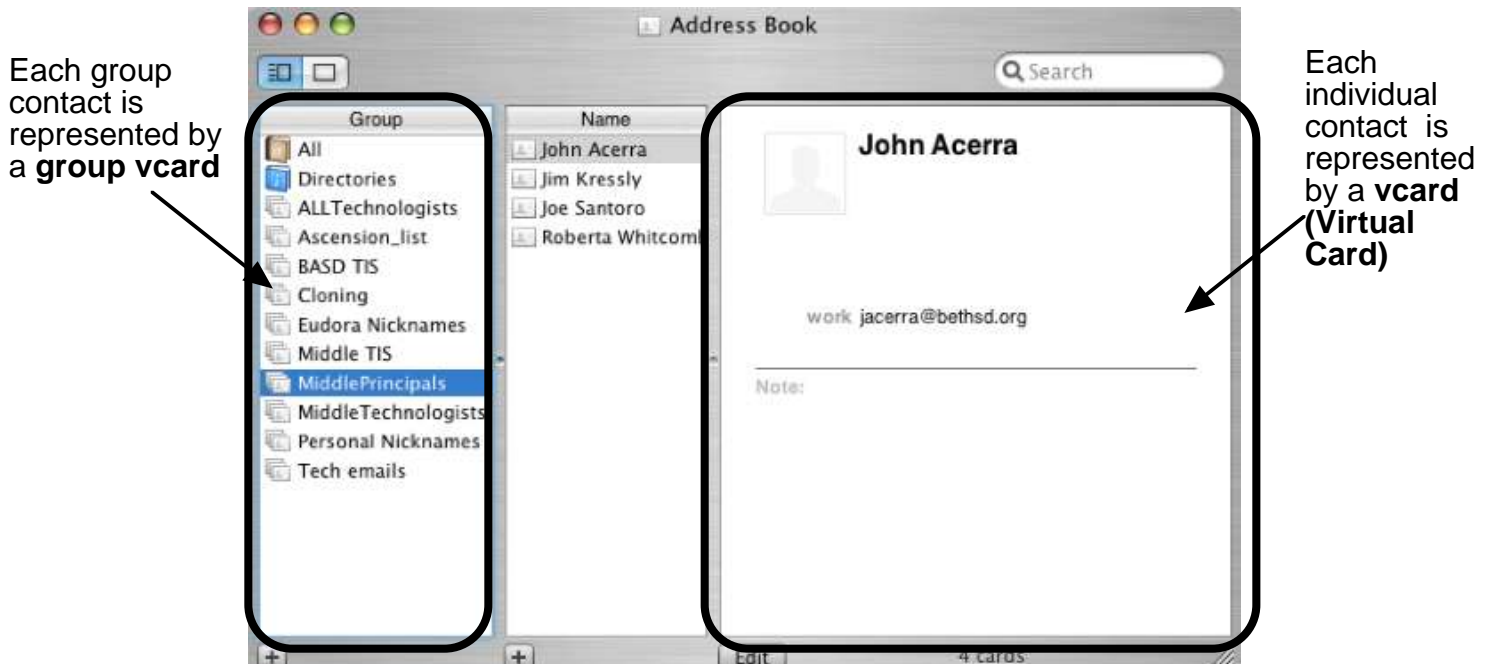 Address Book
Search
Each group
contact is
represented by
a group vcard
Group
All
Directories
ALLTechnologists
Ascension_list
BASD TIS
Cloning
Eudora Nicknames
Middle TIS
MiddlePrincipals
MiddleTechnologists
Personal Nicknames
Tech emails
Name
John Acerra
Jim Kressly
Joe Santoro
Roberta
John Acerra
work jacerra@bethsd.org
Note:
Edit
4 cards
Each
individual
contact is
represented
by a vcard
(Virtual
Card)